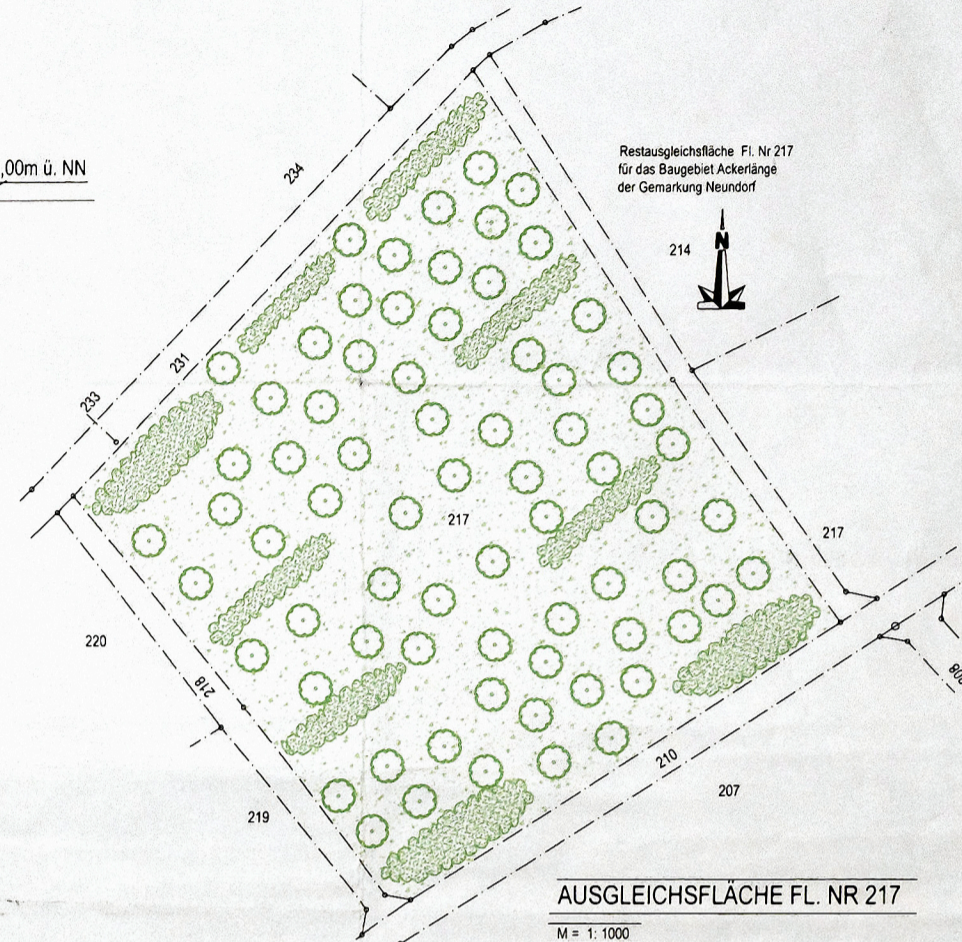 ,00m ü. NN
234
Restausgleichsfläche Fl. Nr 217
für das Baugebiet Ackerlänge
der Gemarkung Neundorf
214
N
231
233
217
217
220
218
208
210
207
219
AUSGLEICHSFLÄCHE FL. NR 217
M = 1: 1000